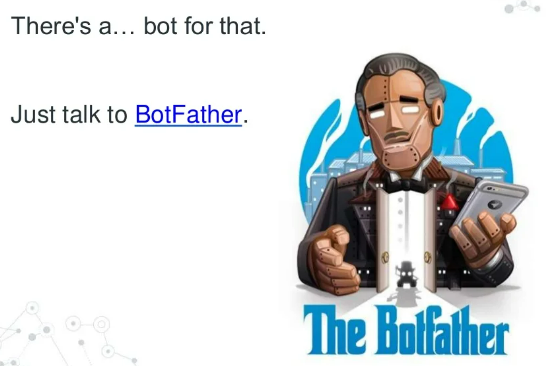 There's a… bot for that.
Just talk to BotFather.
The Botfather